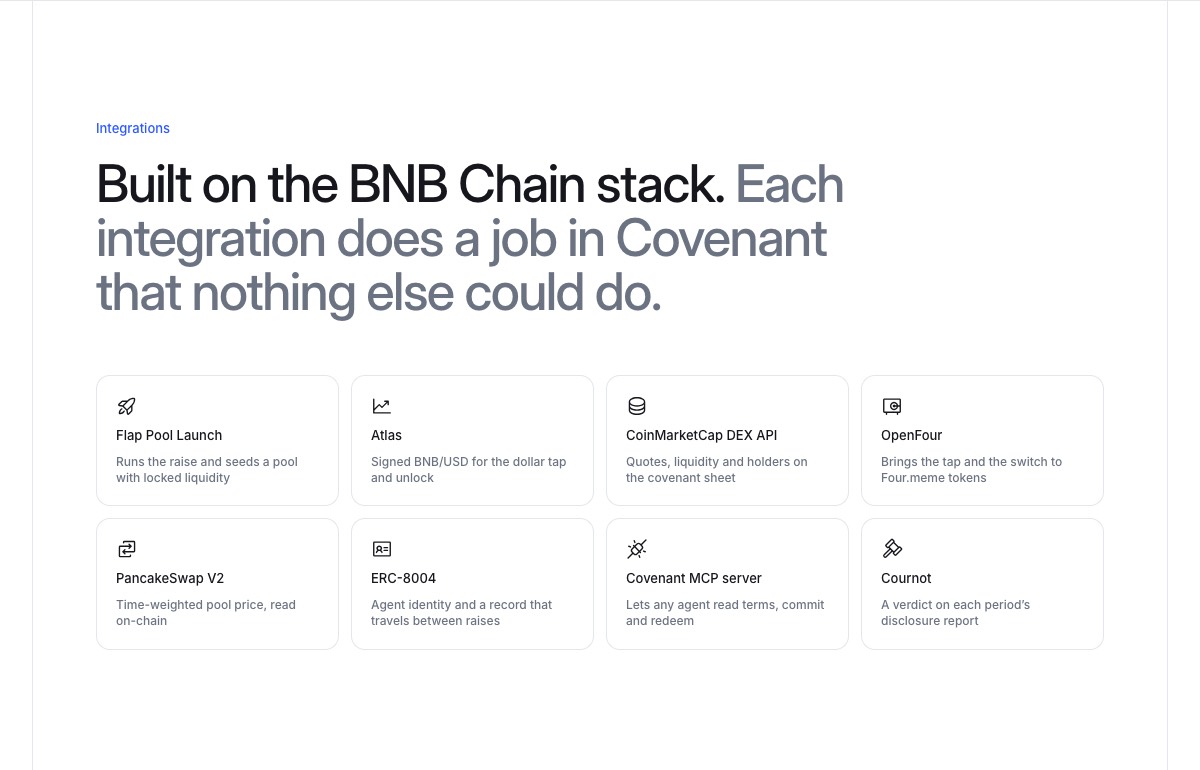 Integrations
Built on the BNB Chain stack. Each
integration does a job in Covenant
that nothing else could do.
Flap Pool Launch
Runs the raise and seeds a pool
with locked liquidity
Atlas
Signed BNB/USD for the dollar tap
and unlock
CoinMarketCap DEX API
Quotes, liquidity and holders on
the covenant sheet
OpenFour
Brings the tap and the switch to
Four.meme tokens
PancakeSwap V2
Time-weighted pool price, read
on-chain
ERC-8004
Agent identity and a record that
travels between raises
Covenant MCP server
Lets any agent read terms, commit
and redeem
Cournot
A verdict on each period’s
disclosure report